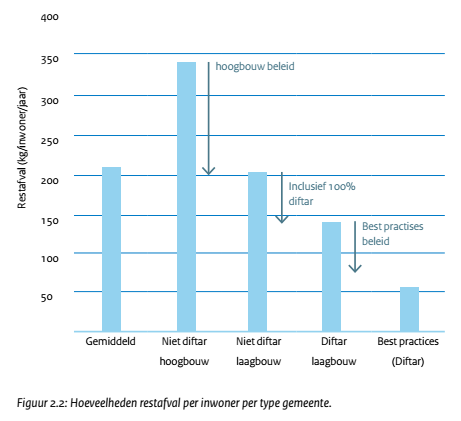 400
350
300
250
200
150
100
50
Restafval (kg/inwoner/jaar)
hoogbouw beleid
Inclusief 100%
diftar
Best practises
beleid
Gemiddeld
Niet diftar
hoogbouw
Niet diftar
laagbouw
Diftar
laagbouw
Best practices
(Diftar)
Figuur 2.2: Hoeveelheden restafval per inwoner per type gemeente.